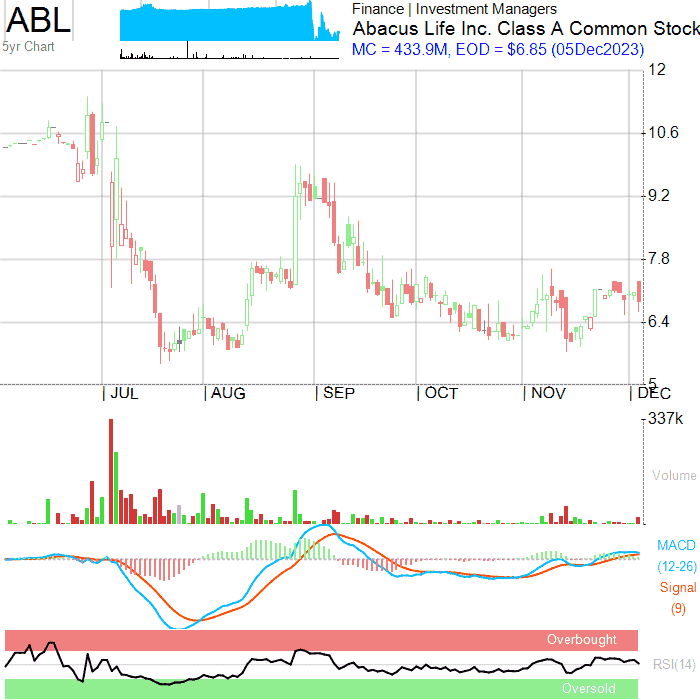 ABL
5yr Chart
Finance | Investment Managers
Abacus Life Inc. Class A Common Stock
MC = 433.9M, EOD = $6.85 (05Dec2023)
12
10.6
9.2
7.8
6.4
5
| JUL | AUG | SEP | OCT | NOV | DEC
337k
Volume
MACD
(12-26)
Signal
(9)
Overbought
RSI(14)
Oversold